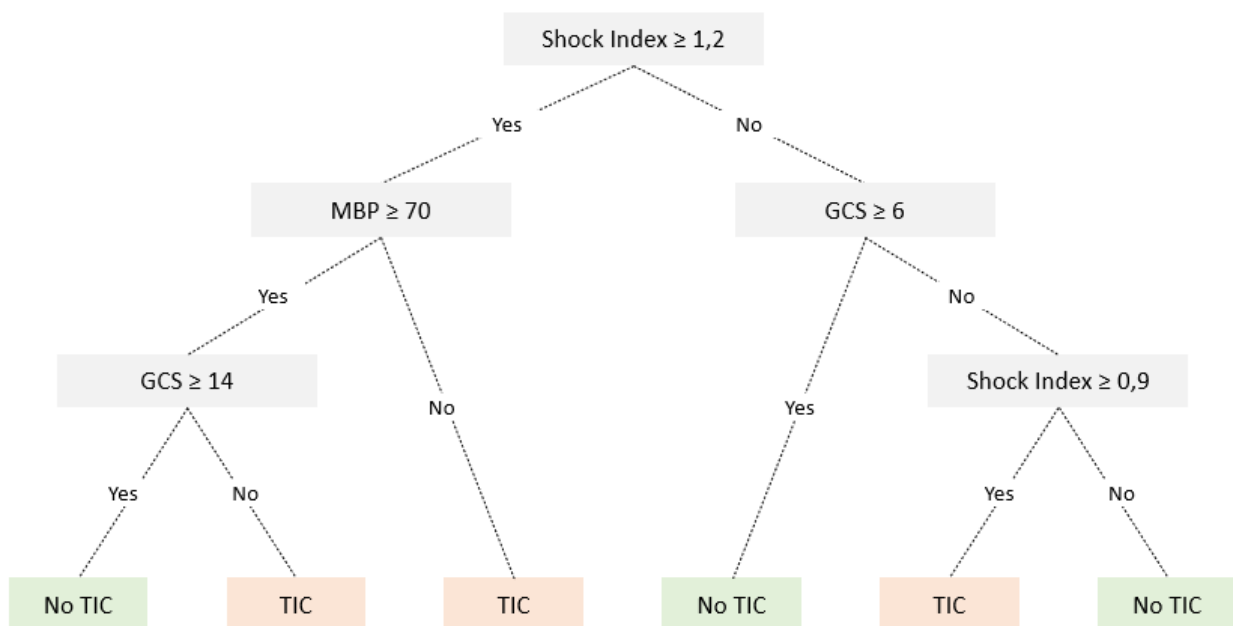 Shock Index ≥ 1,2
Yes
No
MBP ≥ 70
GCS ≥ 6
Yes
No
GCS ≥ 14
Shock Index ≥ 0,9
No
Yes
Yes
No
Yes
No
No TIC
TIC
TIC
No TIC
TIC
No TIC